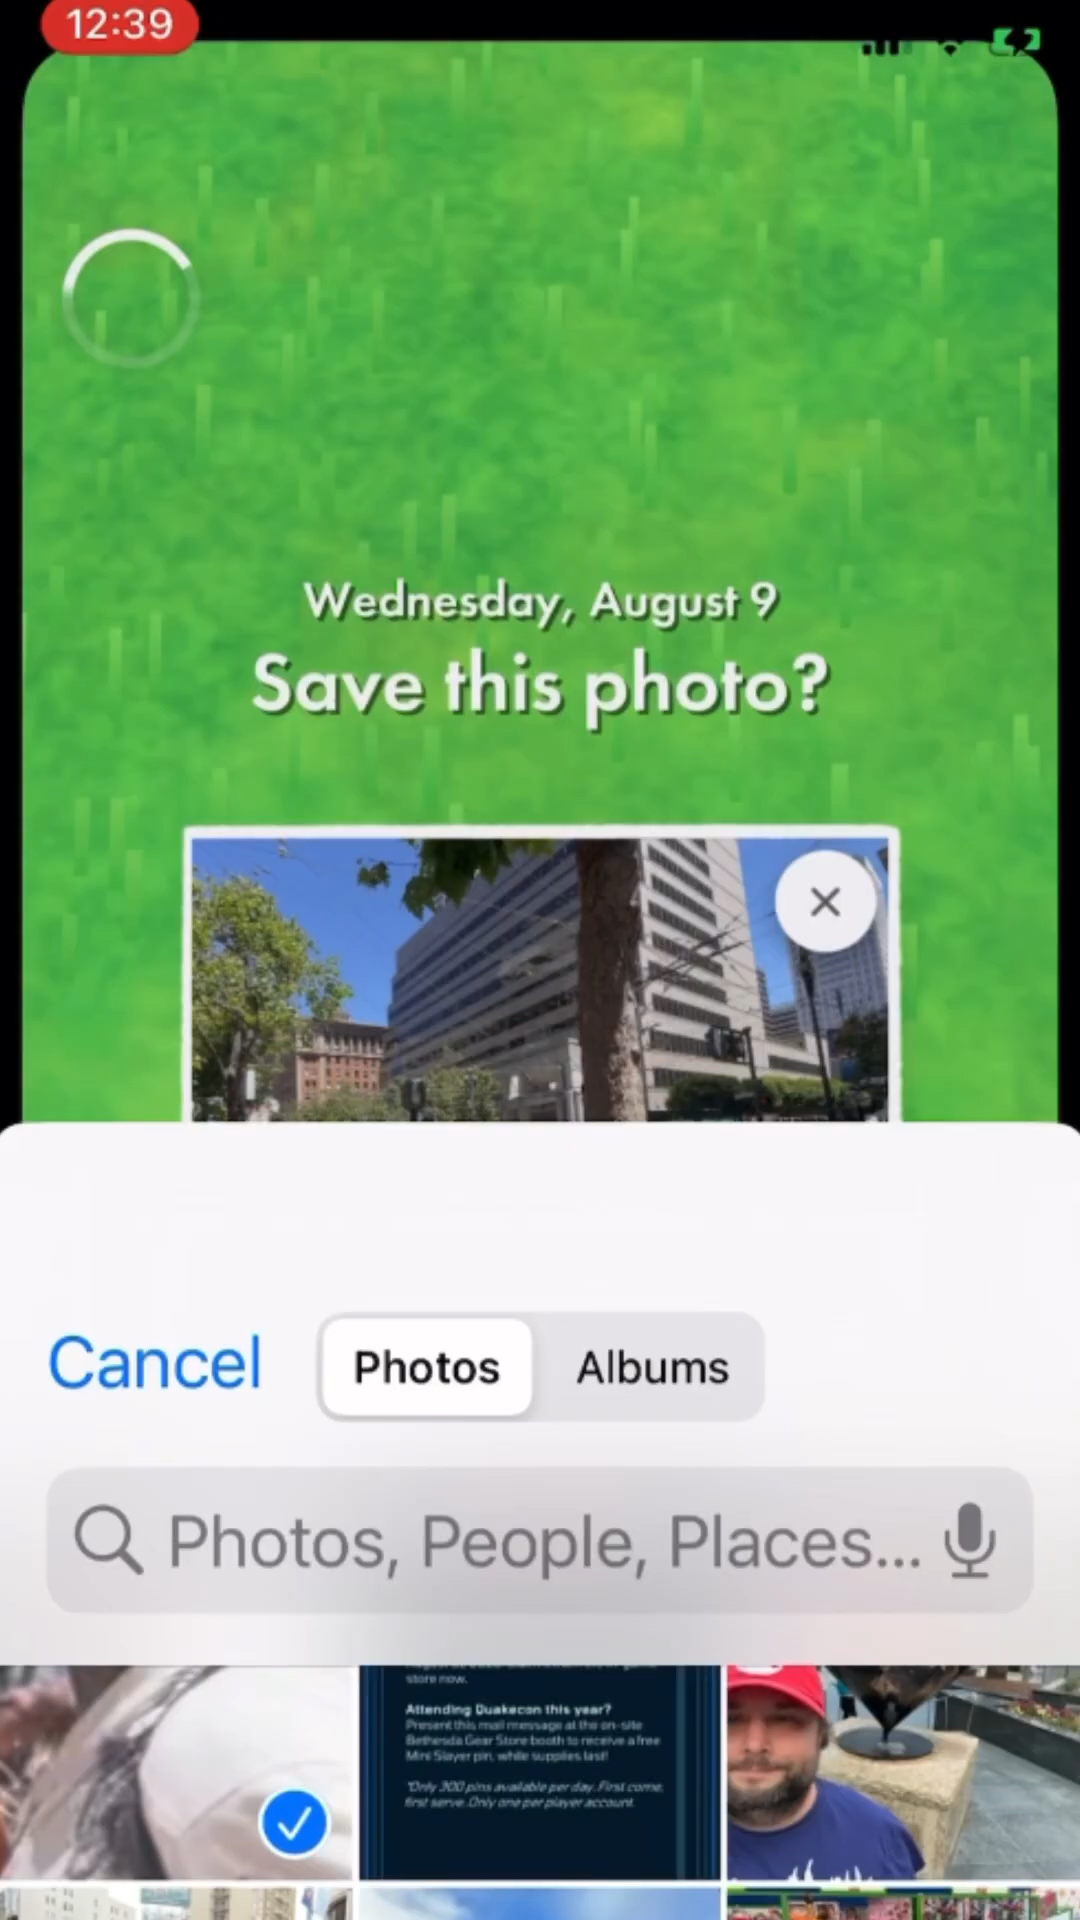 12:39
Wednesday, August 9
Save this photo?
Cancel
Photos
Albums
Photos, People, Places...
store now.
Attending Quakecon this year?
Present this mail message at the on-site
Bethesda Gear Store booth to receive a free
Mini Slayer pin, while supplies last!
*Only 300 pins available per day. First come,
first serve. Only one per player account.